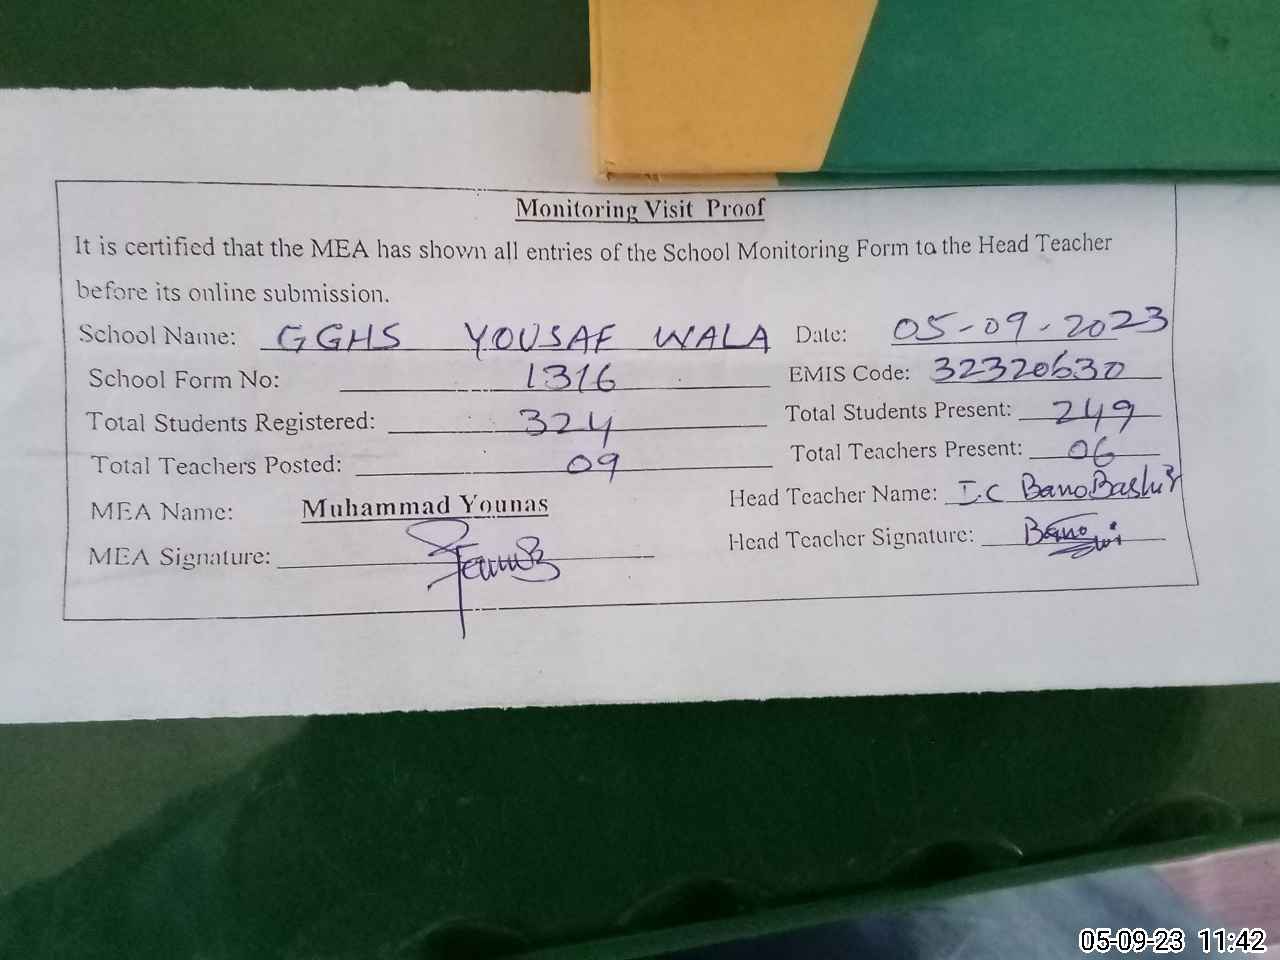 Monitoring Visit Proof
It is certified that the MEA has shown all entries of the School Monitoring Form to the Head Teacher
before its online submission.
School Name: GGHS YOUSAF WALA Date: 05-09-2023
School Form No: 1316 EMIS Code: 32320630
Total Students Registered: 324 Total Students Present: 249
Total Teachers Posted: 09 Total Teachers Present: 06
MEA Name: Muhammad Younas Head Teacher Name: I.C Bano Bashir
MEA Signature: Head Teacher Signature: Bano
05-09-23 11:42